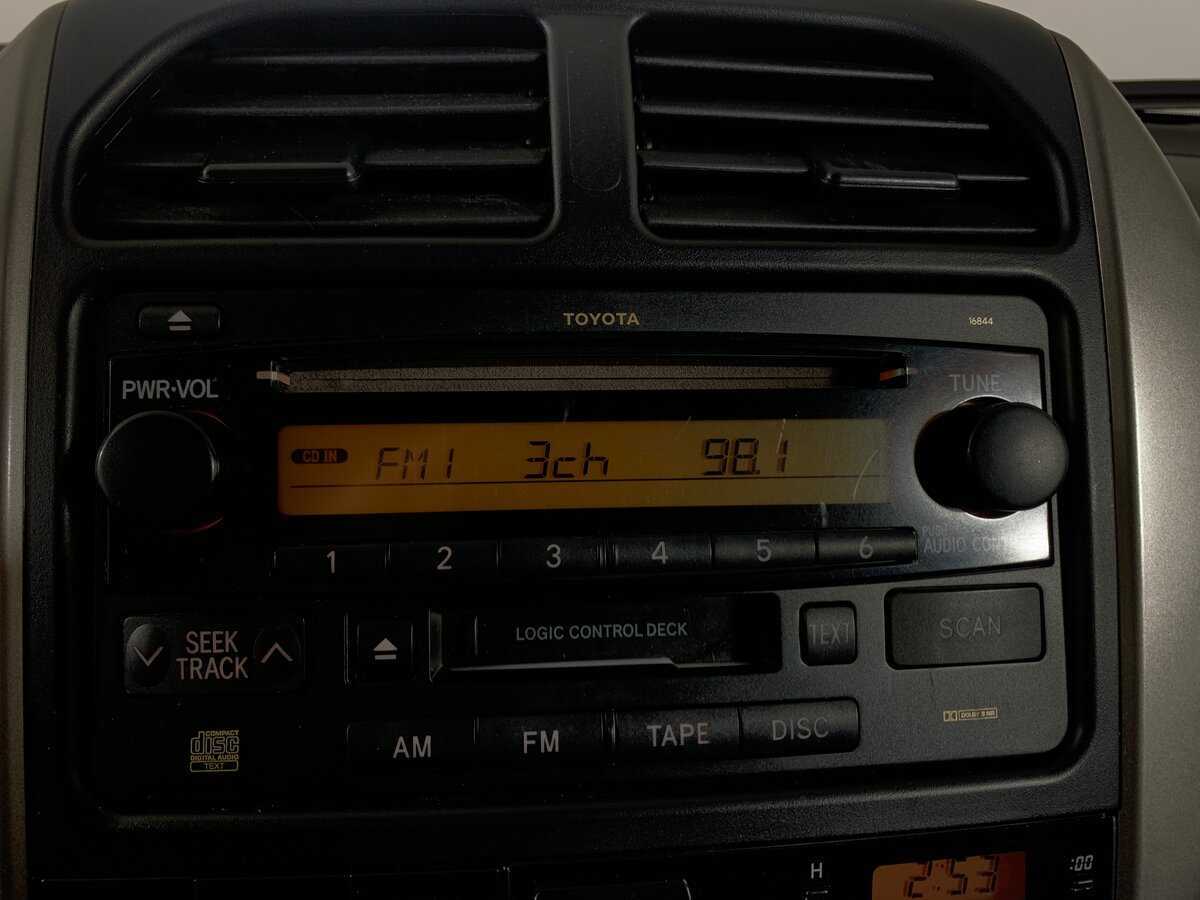 TOYOTA
16844
PWR·VOL
TUNE
CD IN FM1 3ch 98.1
1 2 3 4 5 6
AUDIO
SEEK
TRACK
LOGIC CONTROL DECK
TEXT
SCAN
COMPACT
disc
DIGITAL AUDIO
TEXT
AM FM TAPE DISC
DOLBY B NR
H
2:53
:00